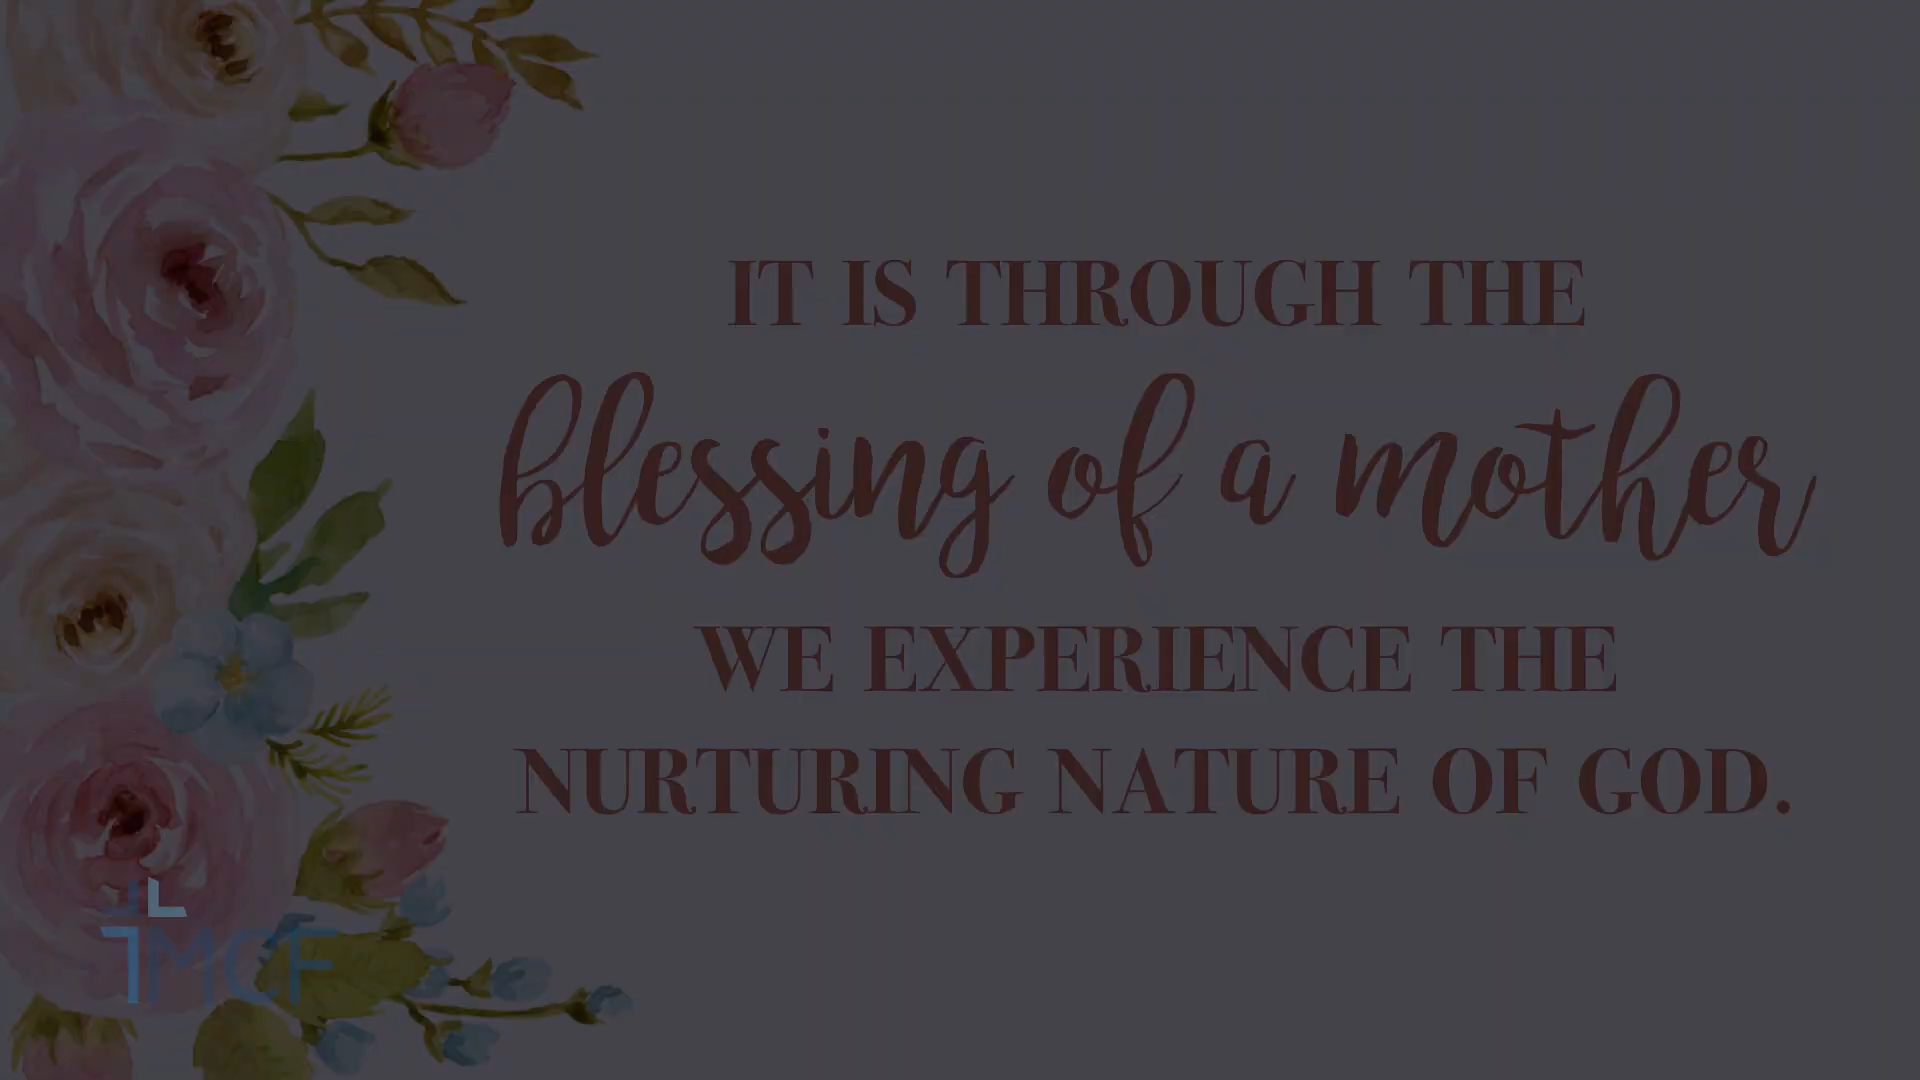 IT IS THROUGH THE
blessing of a mother
WE EXPERIENCE THE
NURTURING NATURE OF GOD.
MCF